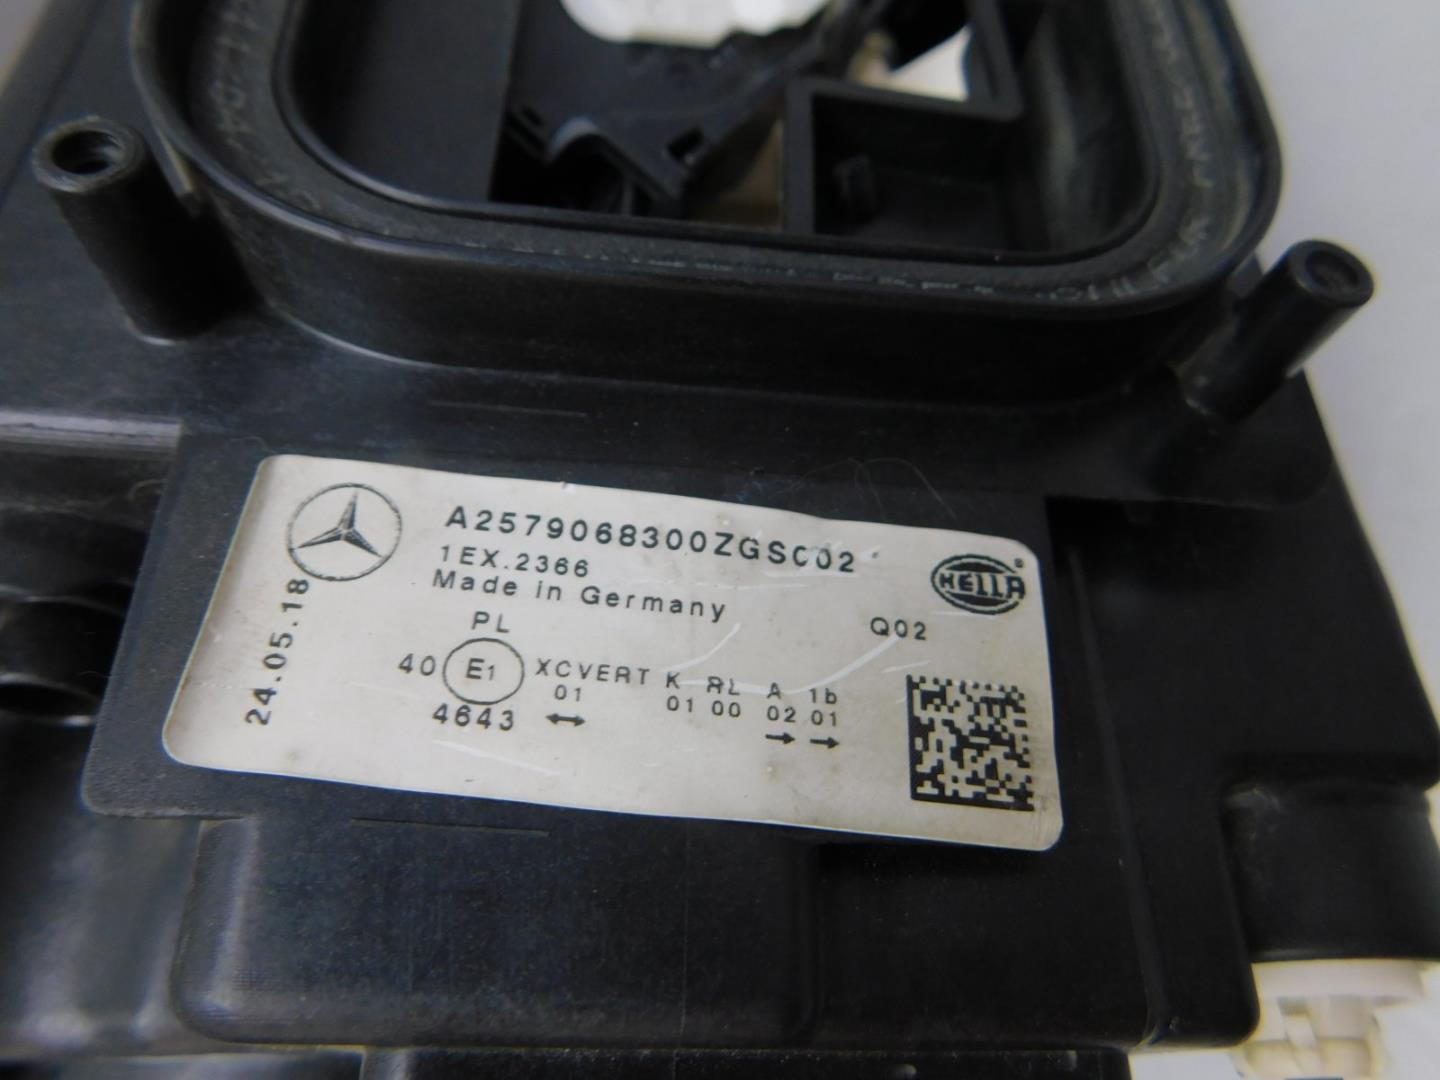 A2579068300ZGS002
1EX.2366
Made in Germany
HELLA
®
24.05.18
PL
Q02
40 E1 XCVERT K RL A 1b
01 01 00 02 01
4643 ↔ → →